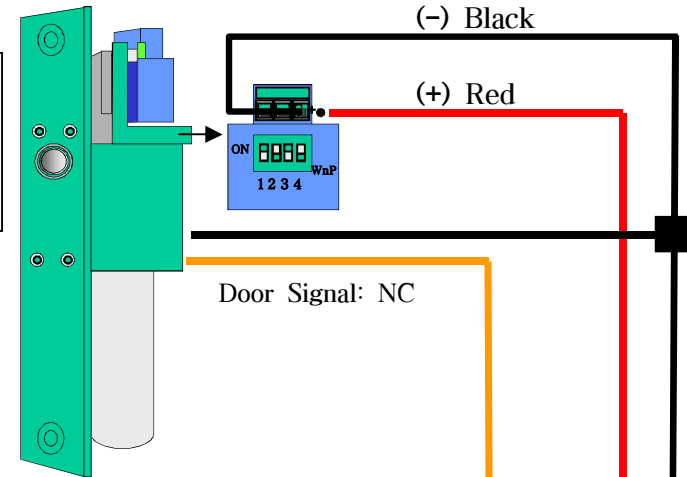 (-) Black
(+) Red
+
ON
WnP
1 2 3 4
Door Signal: NC